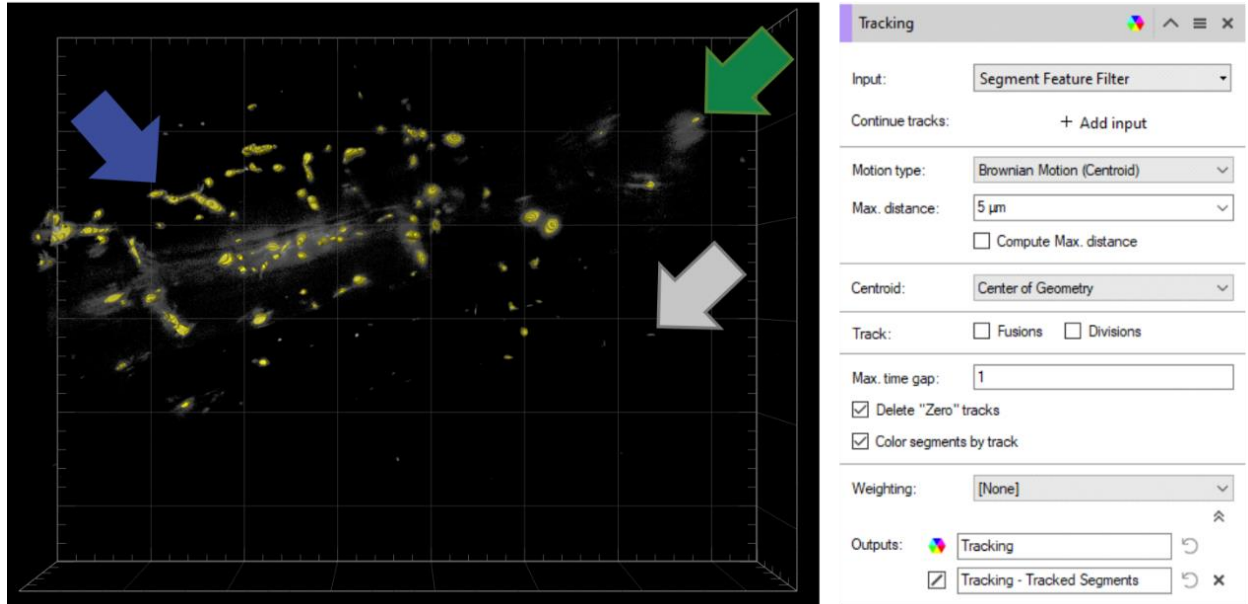 Tracking
Input: Segment Feature Filter
Continue tracks: + Add input
Motion type: Brownian Motion (Centroid)
Max. distance: 5 µm
Compute Max. distance
Centroid: Center of Geometry
Track: Fusions Divisions
Max. time gap: 1
Delete "Zero" tracks
Color segments by track
Weighting: [None]
Outputs: Tracking
Tracking - Tracked Segments